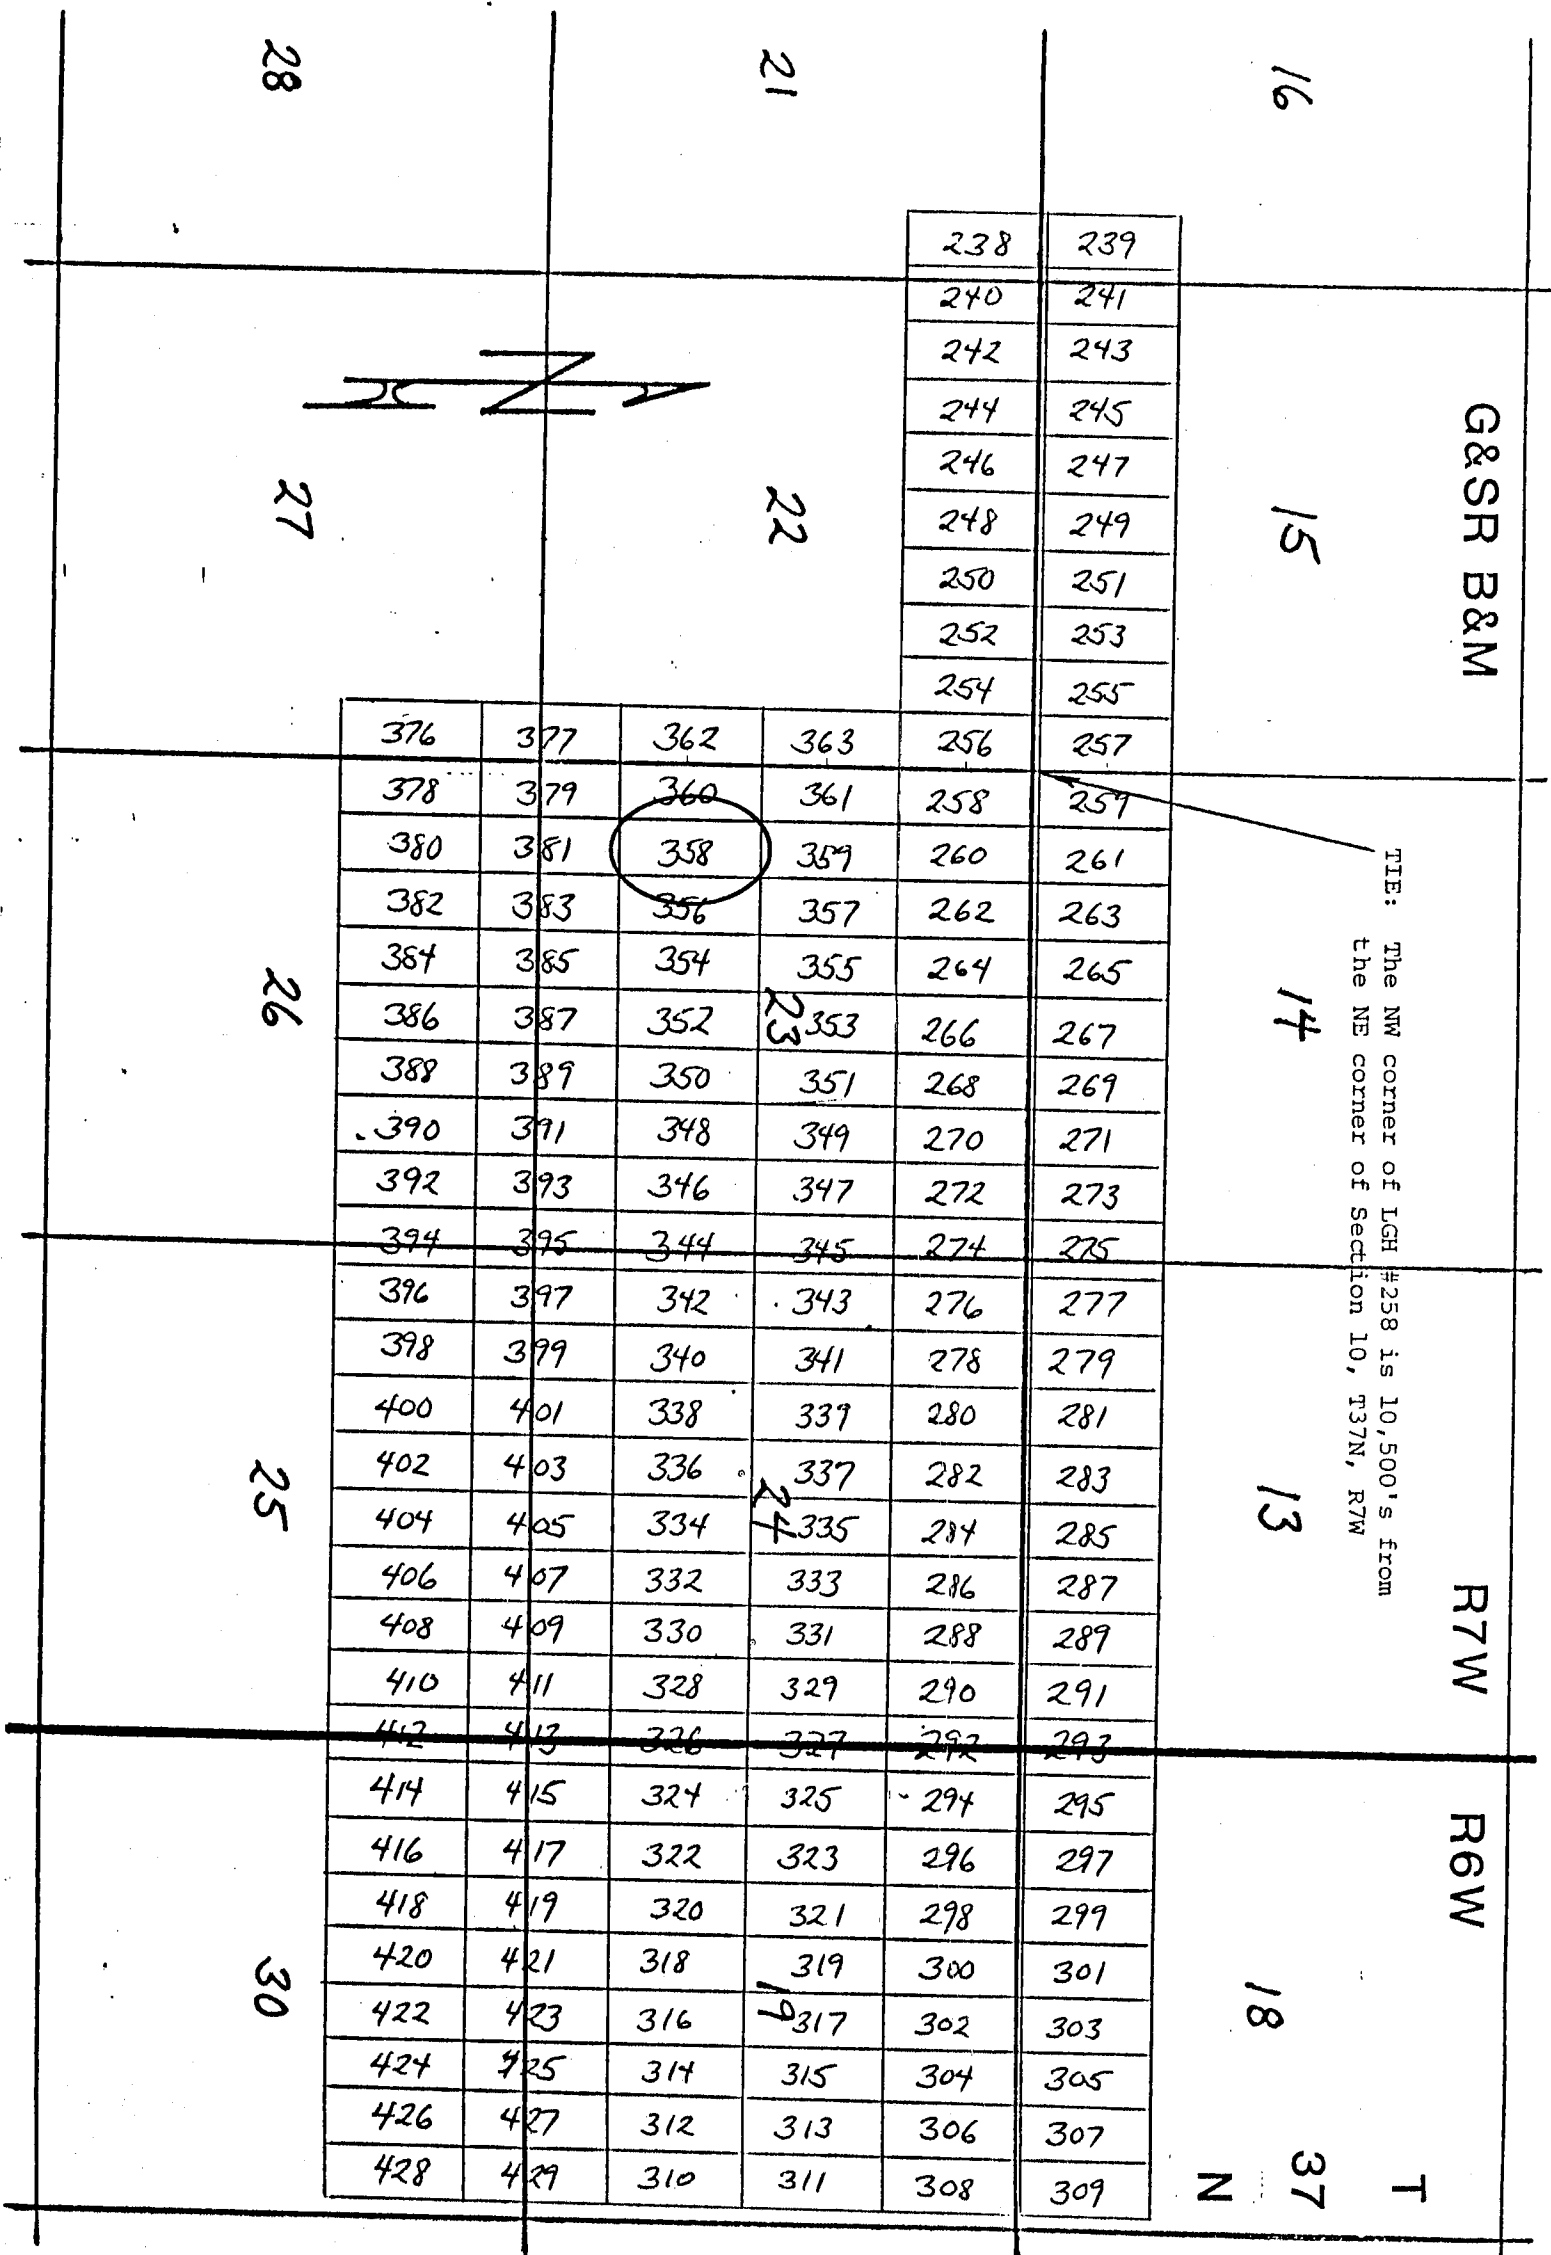 G&SR B&M
R7W
R6W
T
37
N
TIE: The NW corner of LGH #258 is 10,500's from
the NE corner of Section 10, T37N, R7W
16
15
14
13
18
21
22
23
24
19
28
27
26
25
30
238 239
240 241
242 243
244 245
246 247
248 249
250 251
252 253
254 255
376 377 362 363 256 257
378 379 360 361 258 259
380 381 358 359 260 261
382 383 356 357 262 263
384 385 354 355 264 265
386 387 352 353 266 267
388 389 350 351 268 269
390 391 348 349 270 271
392 393 346 347 272 273
394 395 344 345 274 275
396 397 342 343 276 277
398 399 340 341 278 279
400 401 338 339 280 281
402 403 336 337 282 283
404 405 334 335 284 285
406 407 332 333 286 287
408 409 330 331 288 289
410 411 328 329 290 291
412 413 326 327 292 293
414 415 324 325 294 295
416 417 322 323 296 297
418 419 320 321 298 299
420 421 318 319 300 301
422 423 316 317 302 303
424 425 314 315 304 305
426 427 312 313 306 307
428 429 310 311 308 309
N